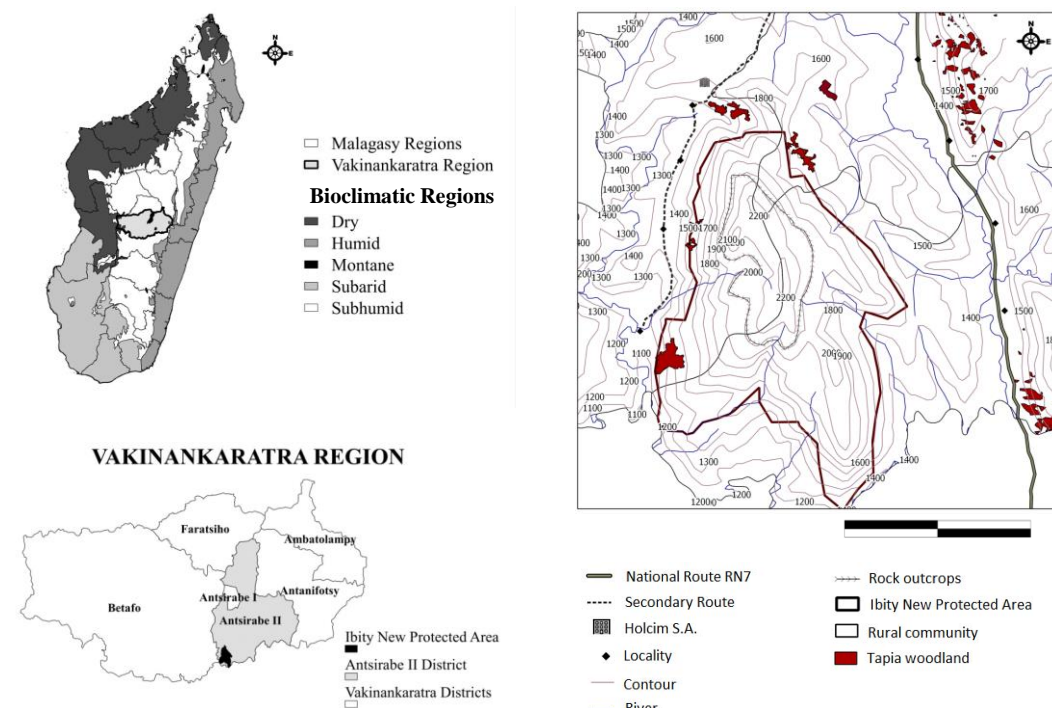 N
E
Malagasy Regions
Vakinankaratra Region
Bioclimatic Regions
Dry
Humid
Montane
Subarid
Subhumid
VAKINANKARATRA REGION
Faratsiho
Ambatolampy
Betafo
Antsirabe I
Antanifotsy
Antsirabe II
Ibity New Protected Area
Antsirabe II District
Vakinankaratra Districts
N
E
1500
1400
1400
1600
1600
1800
1400
1300
1500
1700
1400
1300
1300
1300
1400
1500
1700
1900
1800
2100
2200
2000
2200
1800
1500
1600
1400
1500
1300
1200
1100
1200
1100
1200
1900
1300
1200
1200
1600
1400
1400
National Route RN7
Secondary Route
Holcim S.A.
Locality
Contour
River
Rock outcrops
Ibity New Protected Area
Rural community
Tapia woodland